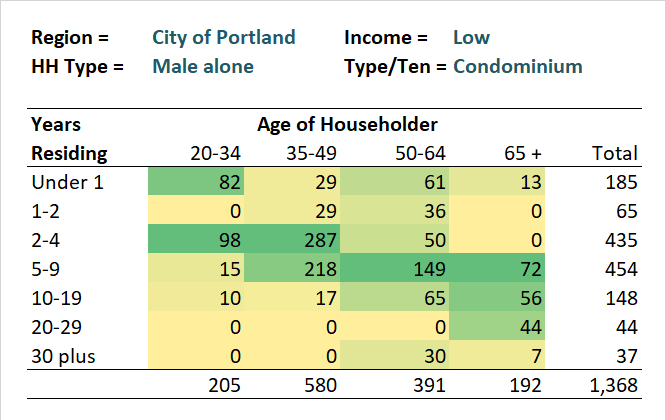 Region = City of Portland Income = Low
HH Type = Male alone Type/Ten = Condominium
Years Age of Householder
Residing 20-34 35-49 50-64 65 + Total
Under 1 82 29 61 13 185
1-2 0 29 36 0 65
2-4 98 287 50 0 435
5-9 15 218 149 72 454
10-19 10 17 65 56 148
20-29 0 0 0 44 44
30 plus 0 0 30 7 37
205 580 391 192 1,368